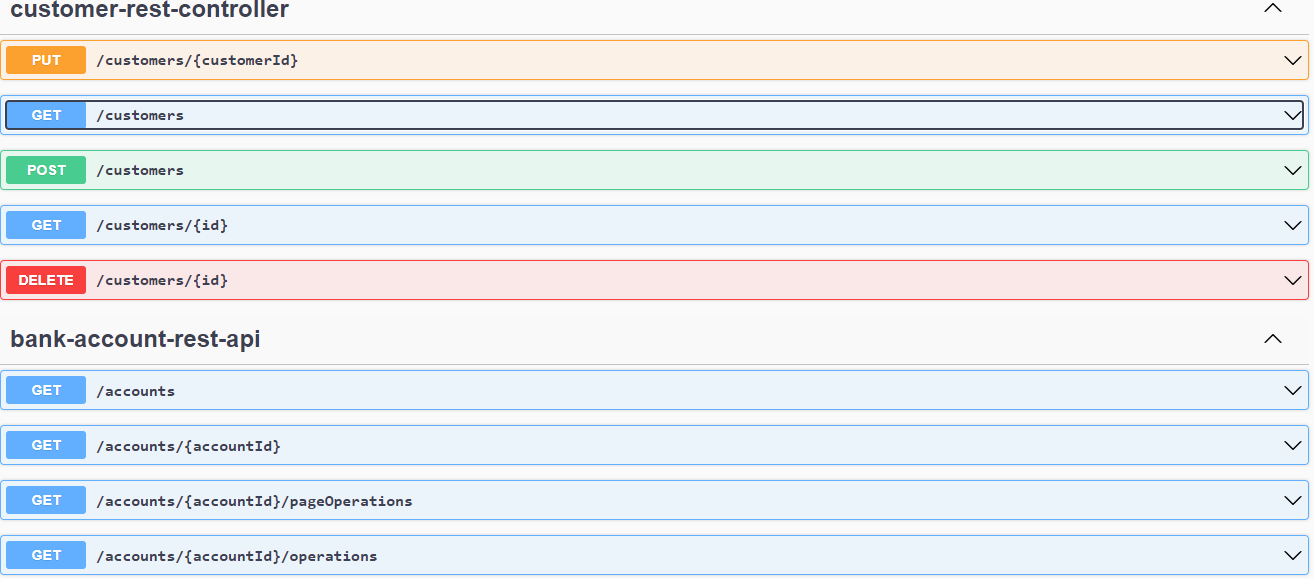 customer-rest-controller
PUT /customers/{customerId}
GET /customers
POST /customers
GET /customers/{id}
DELETE /customers/{id}
bank-account-rest-api
GET /accounts
GET /accounts/{accountId}
GET /accounts/{accountId}/pageOperations
GET /accounts/{accountId}/operations